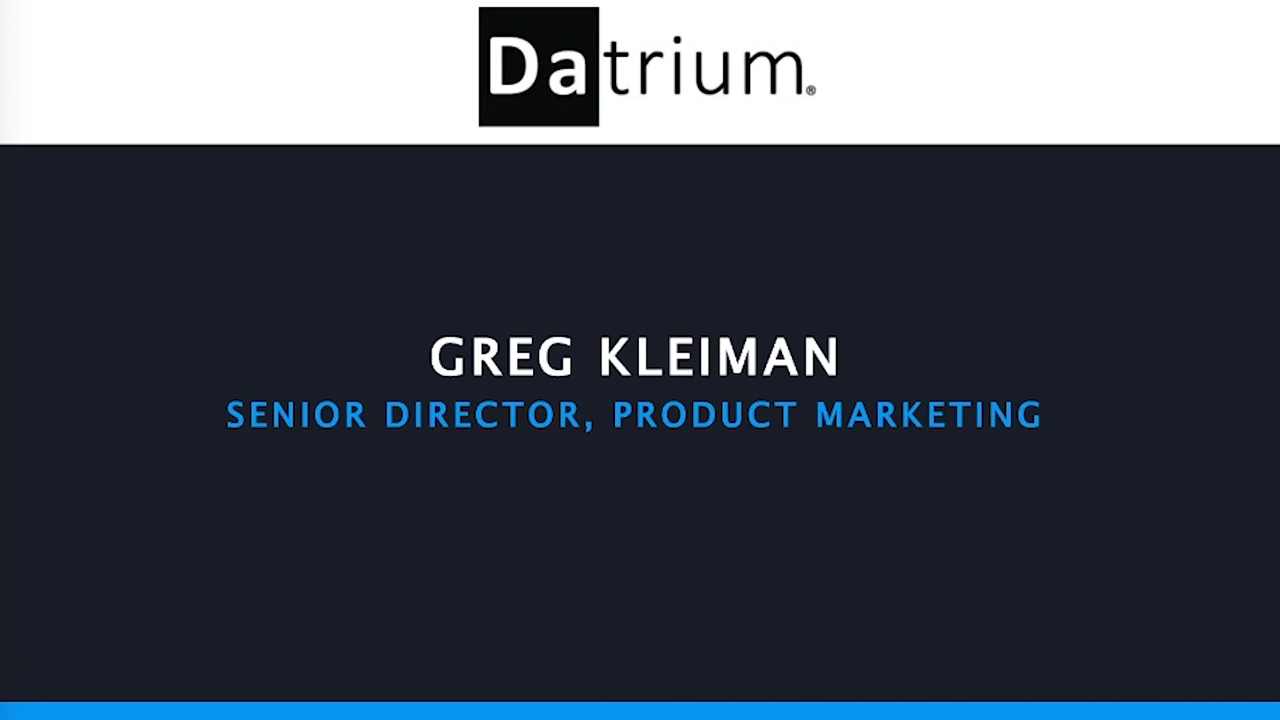 Datrium®
GREG KLEIMAN
SENIOR DIRECTOR, PRODUCT MARKETING